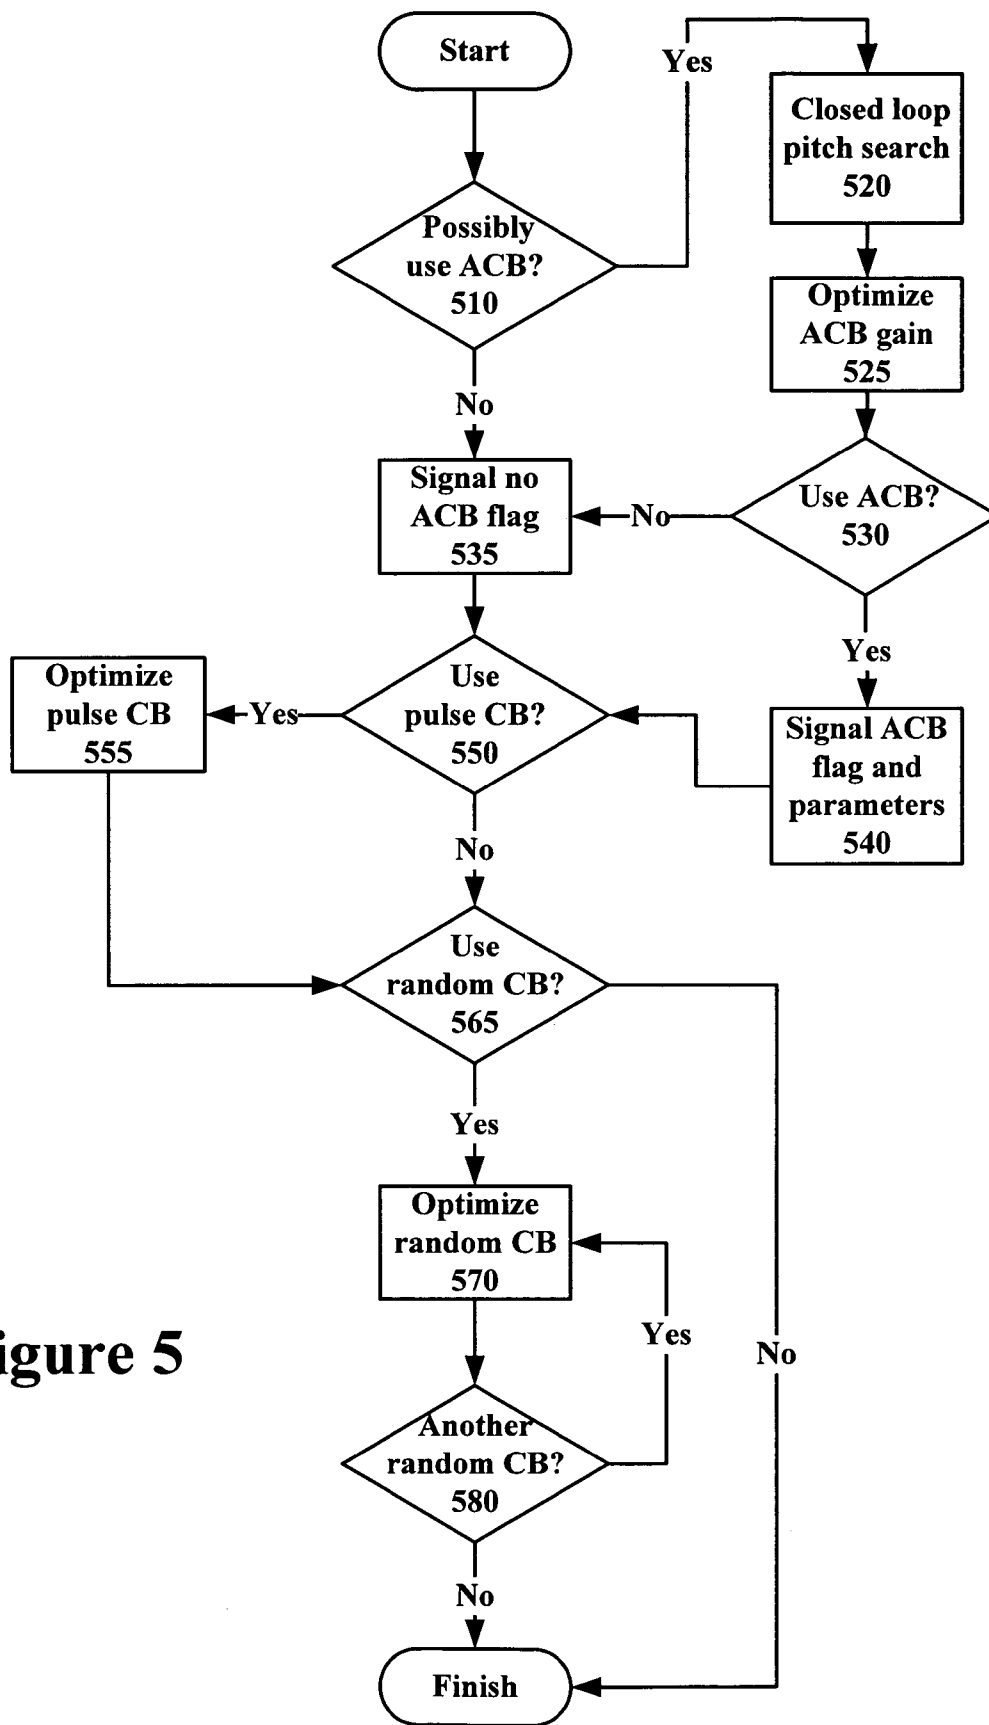 Start
Yes
Closed loop
pitch search
520
Possibly
use ACB?
510
Optimize
ACB gain
525
No
Signal no
ACB flag
535
No
Use ACB?
530
Yes
Optimize
pulse CB
555
Yes
Use
pulse CB?
550
Signal ACB
flag and
parameters
540
No
Use
random CB?
565
Yes
Optimize
random CB
570
Yes
No
igure 5
Another
random CB?
580
No
Finish